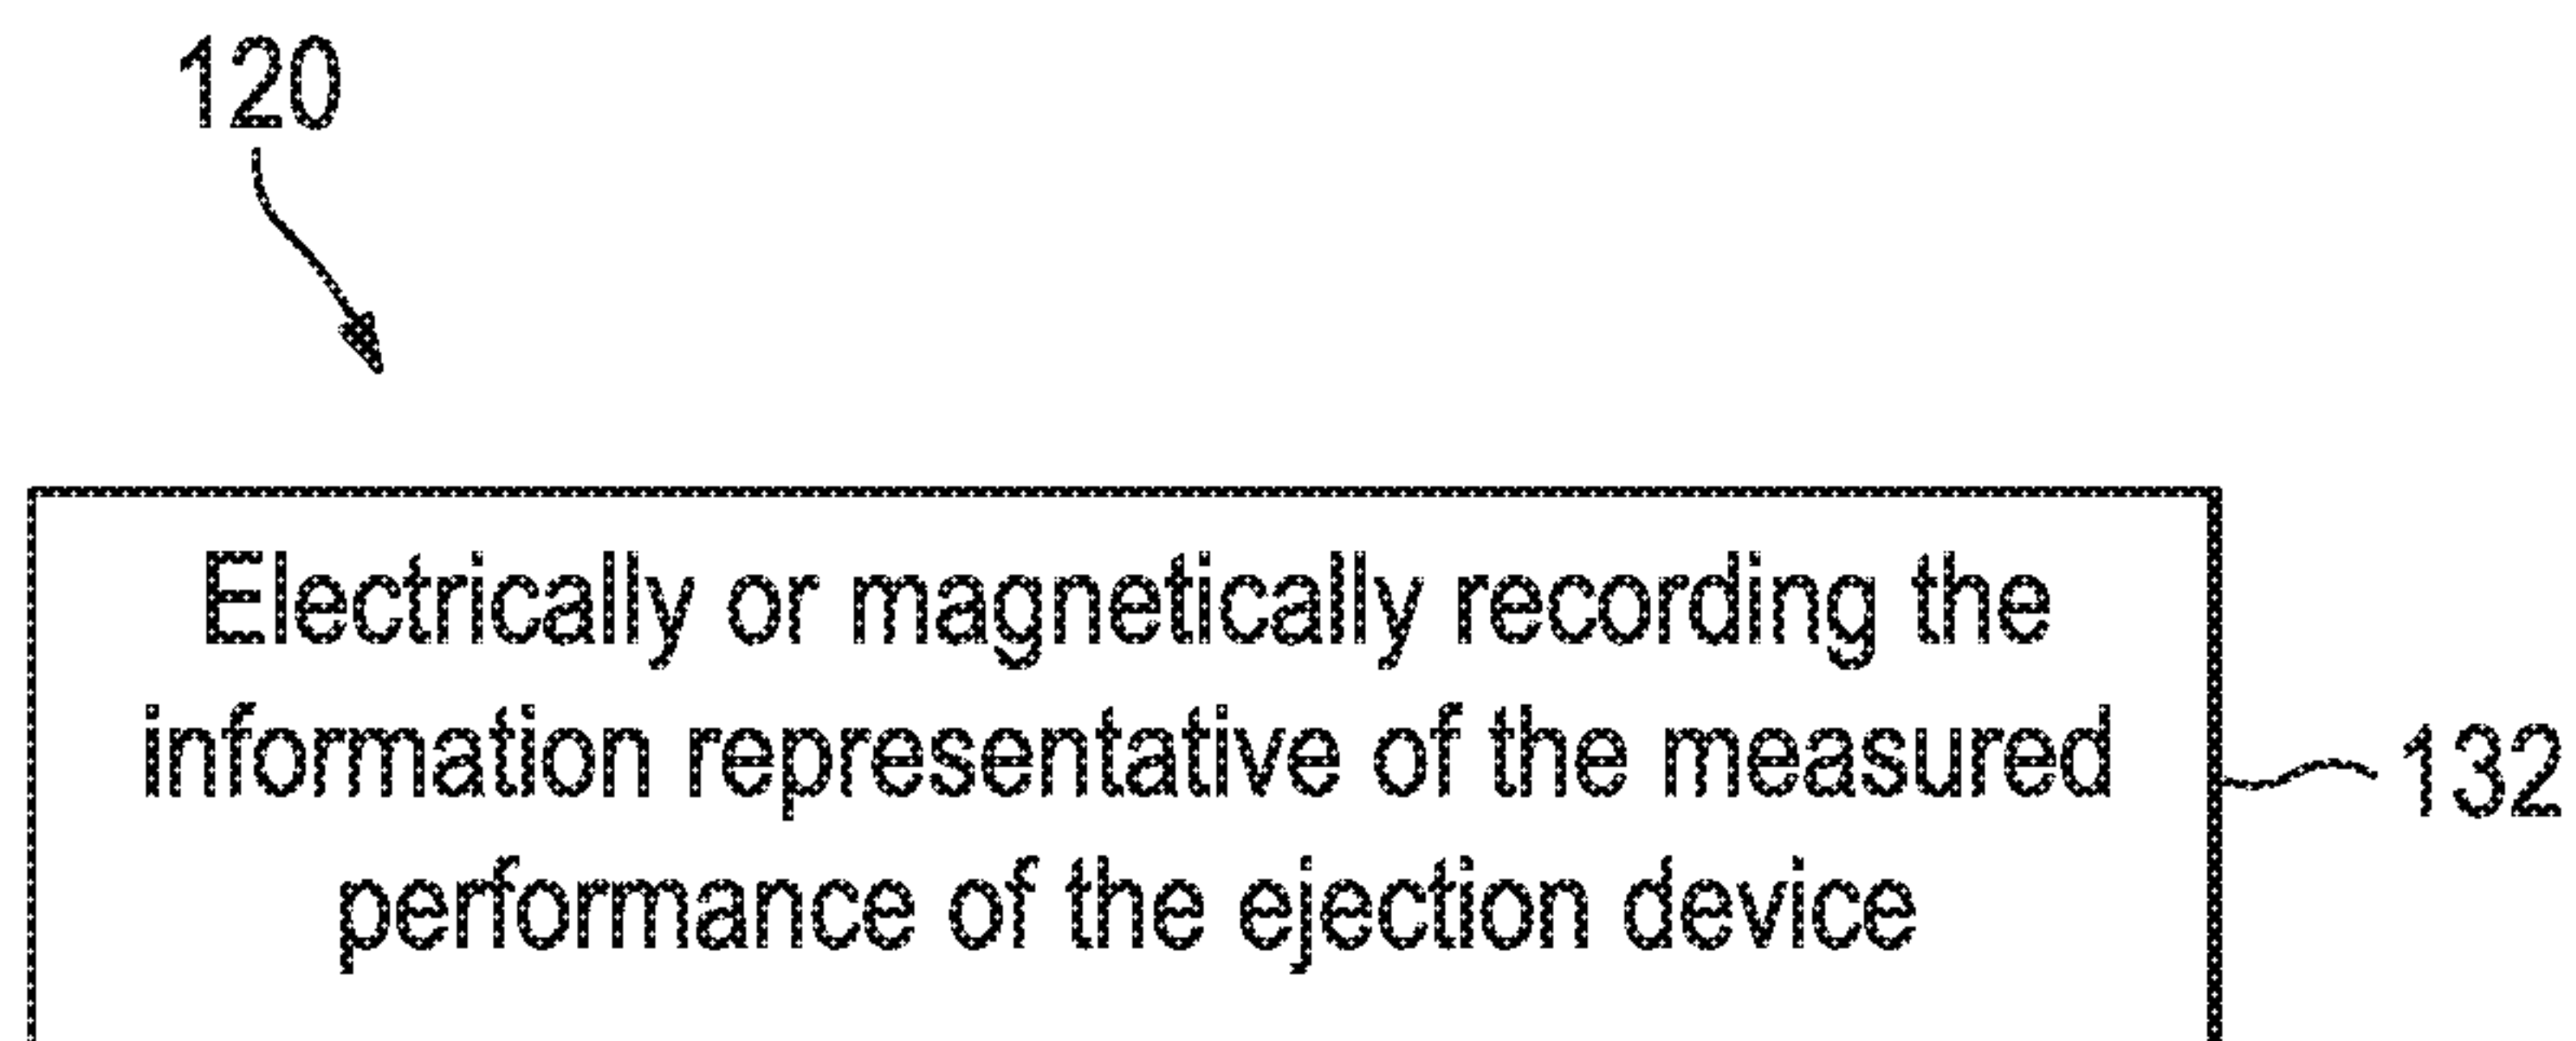 120
Electrically or magnetically recording the
information representative of the measured
performance of the ejection device
132